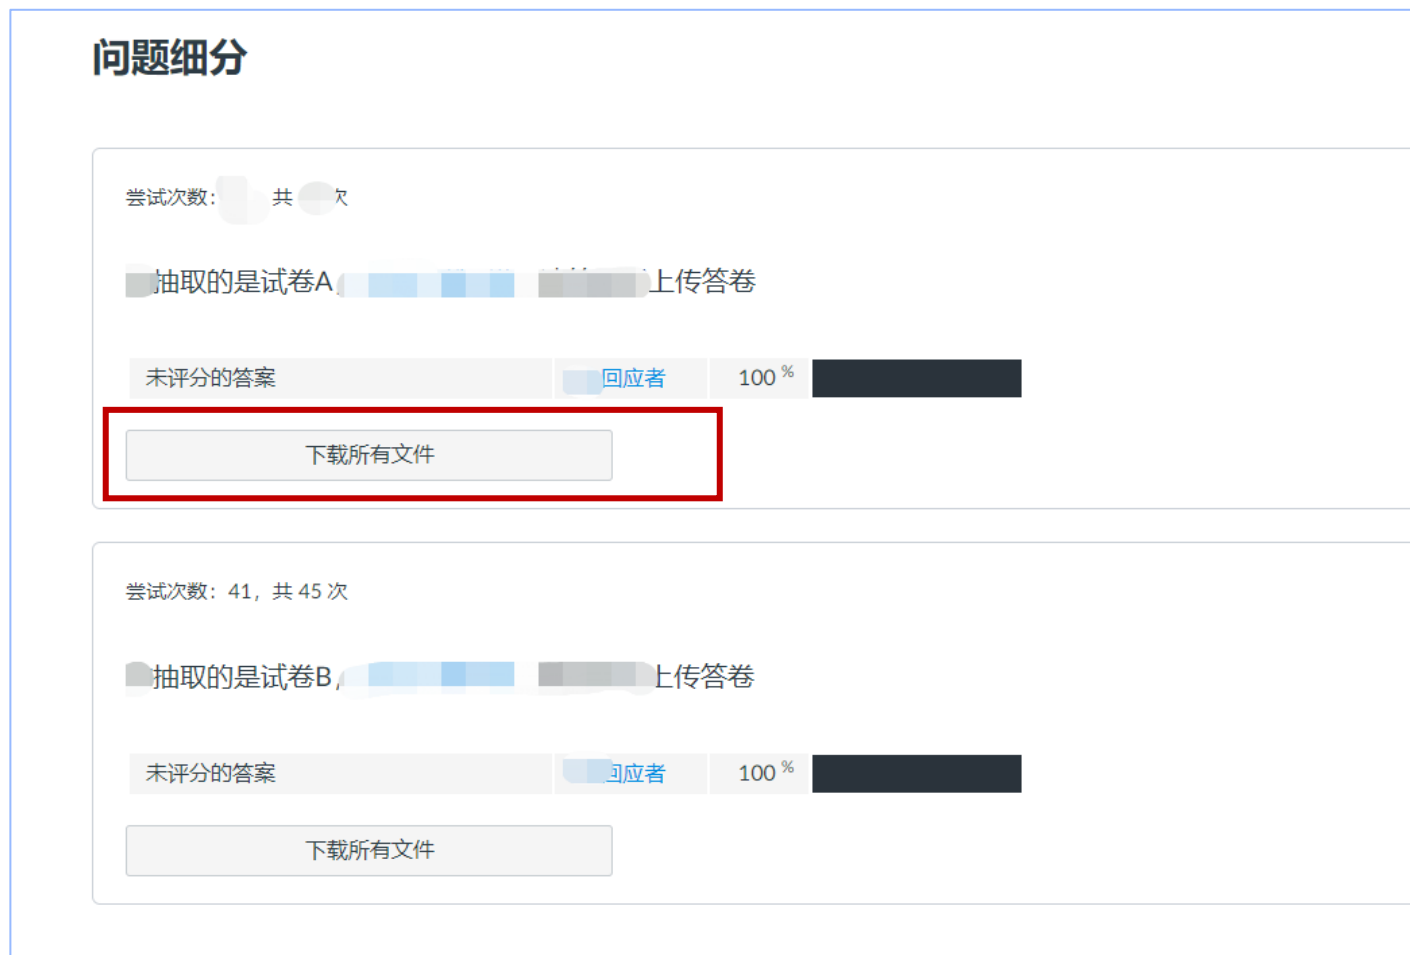 问题细分
尝试次数: 共 次
抽取的是试卷A, 上传答卷
未评分的答案 回应者 100 %
下载所有文件
尝试次数：41，共 45 次
抽取的是试卷B, 上传答卷
未评分的答案 回应者 100 %
下载所有文件